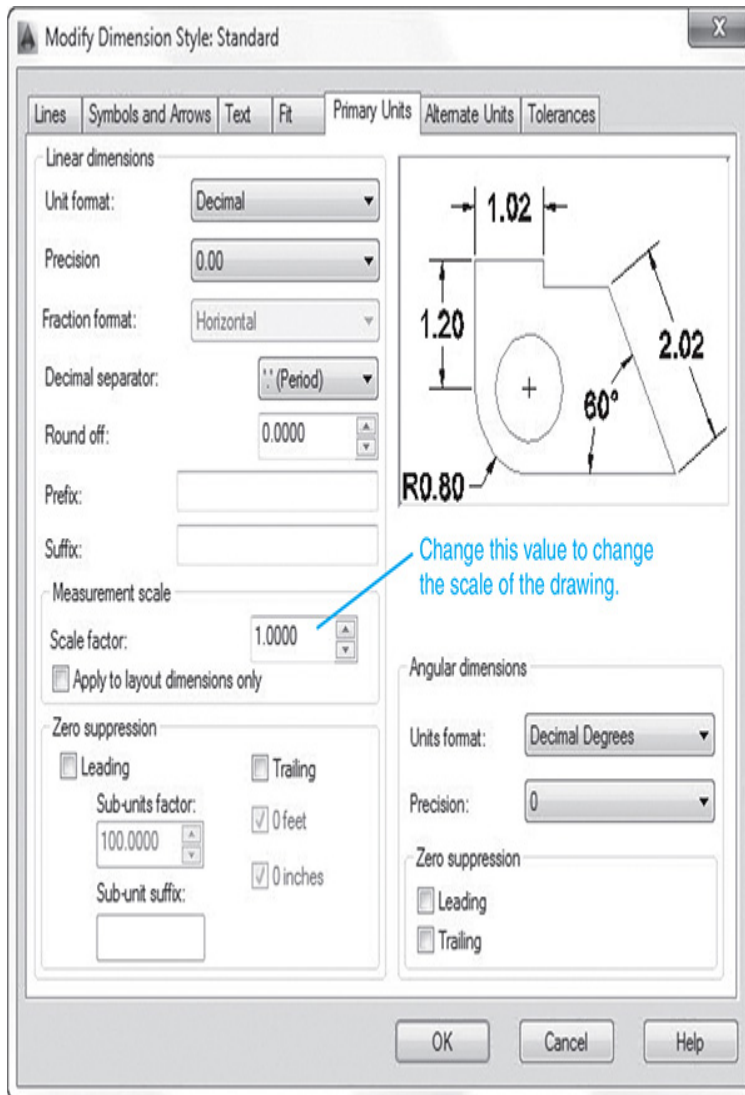 Modify Dimension Style: Standard
X
Lines Symbols and Arrows Text Fit Primary Units Alternate Units Tolerances
Linear dimensions
Unit format: Decimal
Precision 0.00
Fraction format: Horizontal
Decimal separator: '.' (Period)
Round off: 0.0000
Prefix:
Suffix:
Measurement scale
Scale factor: 1.0000
Apply to layout dimensions only
Zero suppression
Leading Trailing
Sub-units factor: 0 feet
100.0000
0 inches
Sub-unit suffix:
1.02
1.20
2.02
60°
R0.80
Change this value to change
the scale of the drawing.
Angular dimensions
Units format: Decimal Degrees
Precision: 0
Zero suppression
Leading
Trailing
OK Cancel Help